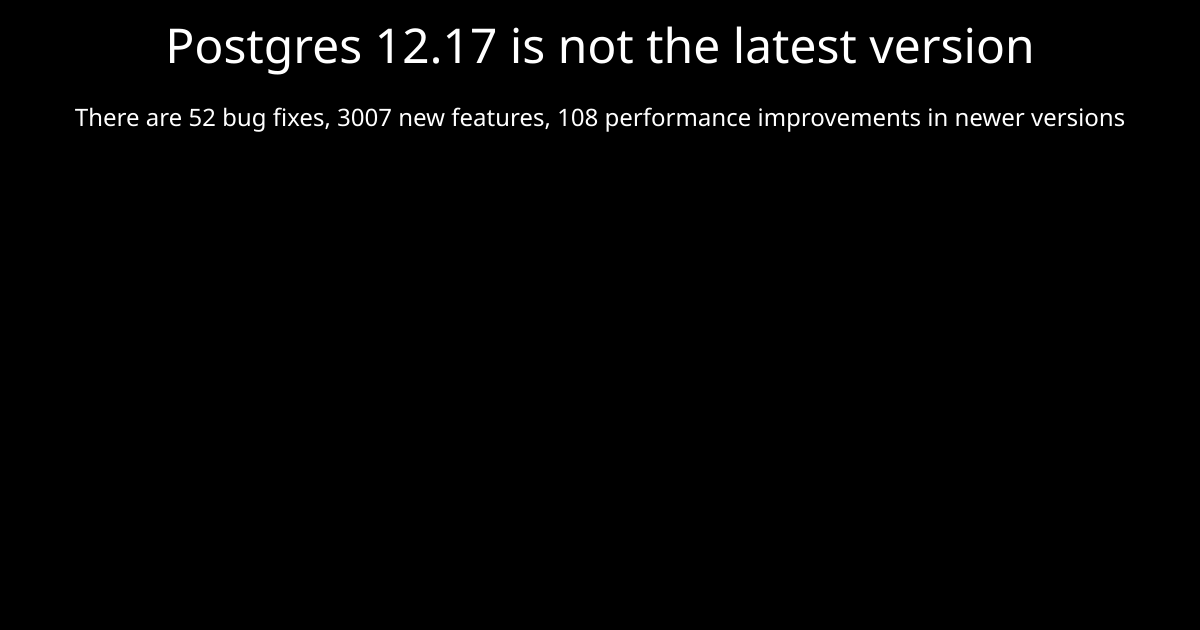 Postgres 12.17 is not the latest version
There are 52 bug fixes, 3007 new features, 108 performance improvements in newer versions